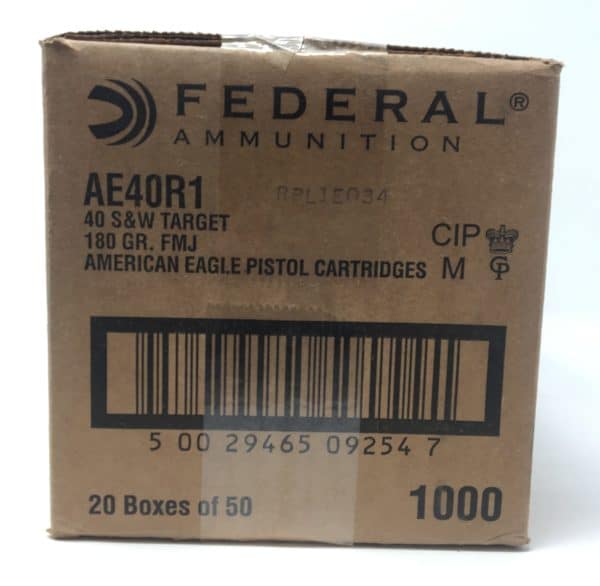 FEDERAL®
AMMUNITION
AE40R1
40 S&W TARGET
180 GR. FMJ
AMERICAN EAGLE PISTOL CARTRIDGES
CIP
M
5 00 29465 09254 7
20 Boxes of 50
1000